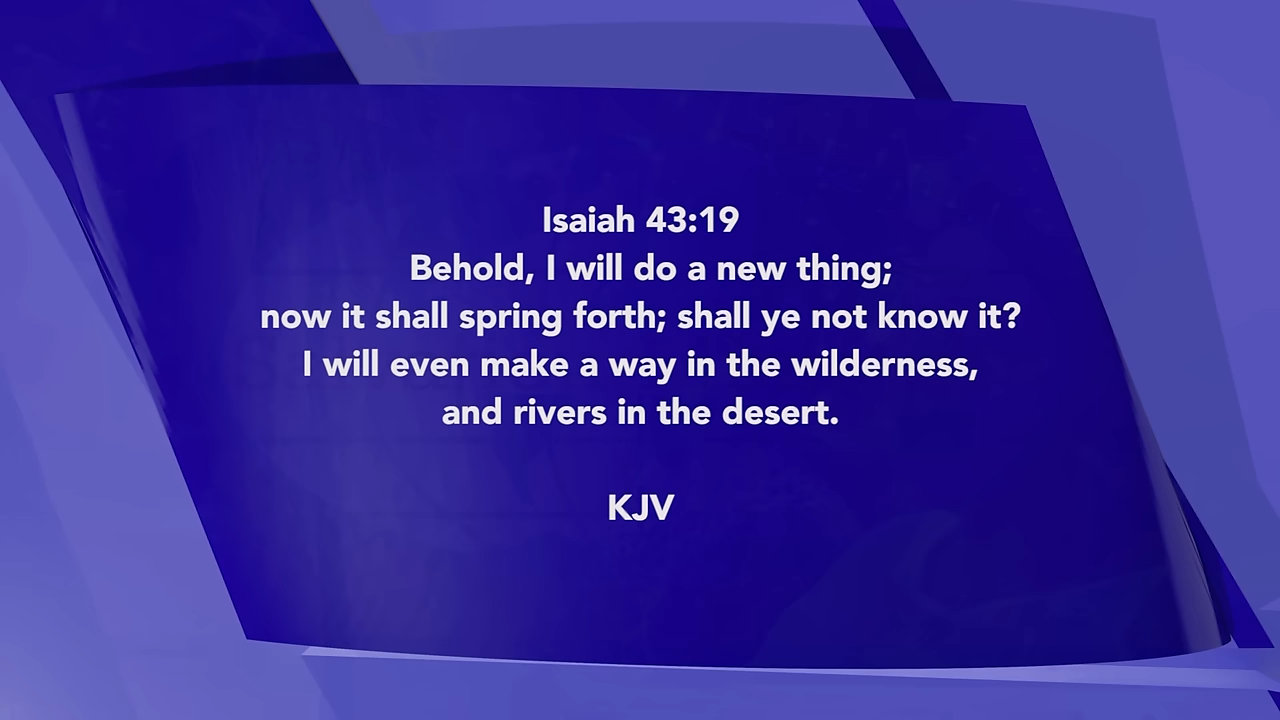 Isaiah 43:19
Behold, I will do a new thing;
now it shall spring forth; shall ye not know it?
I will even make a way in the wilderness,
and rivers in the desert.
KJV